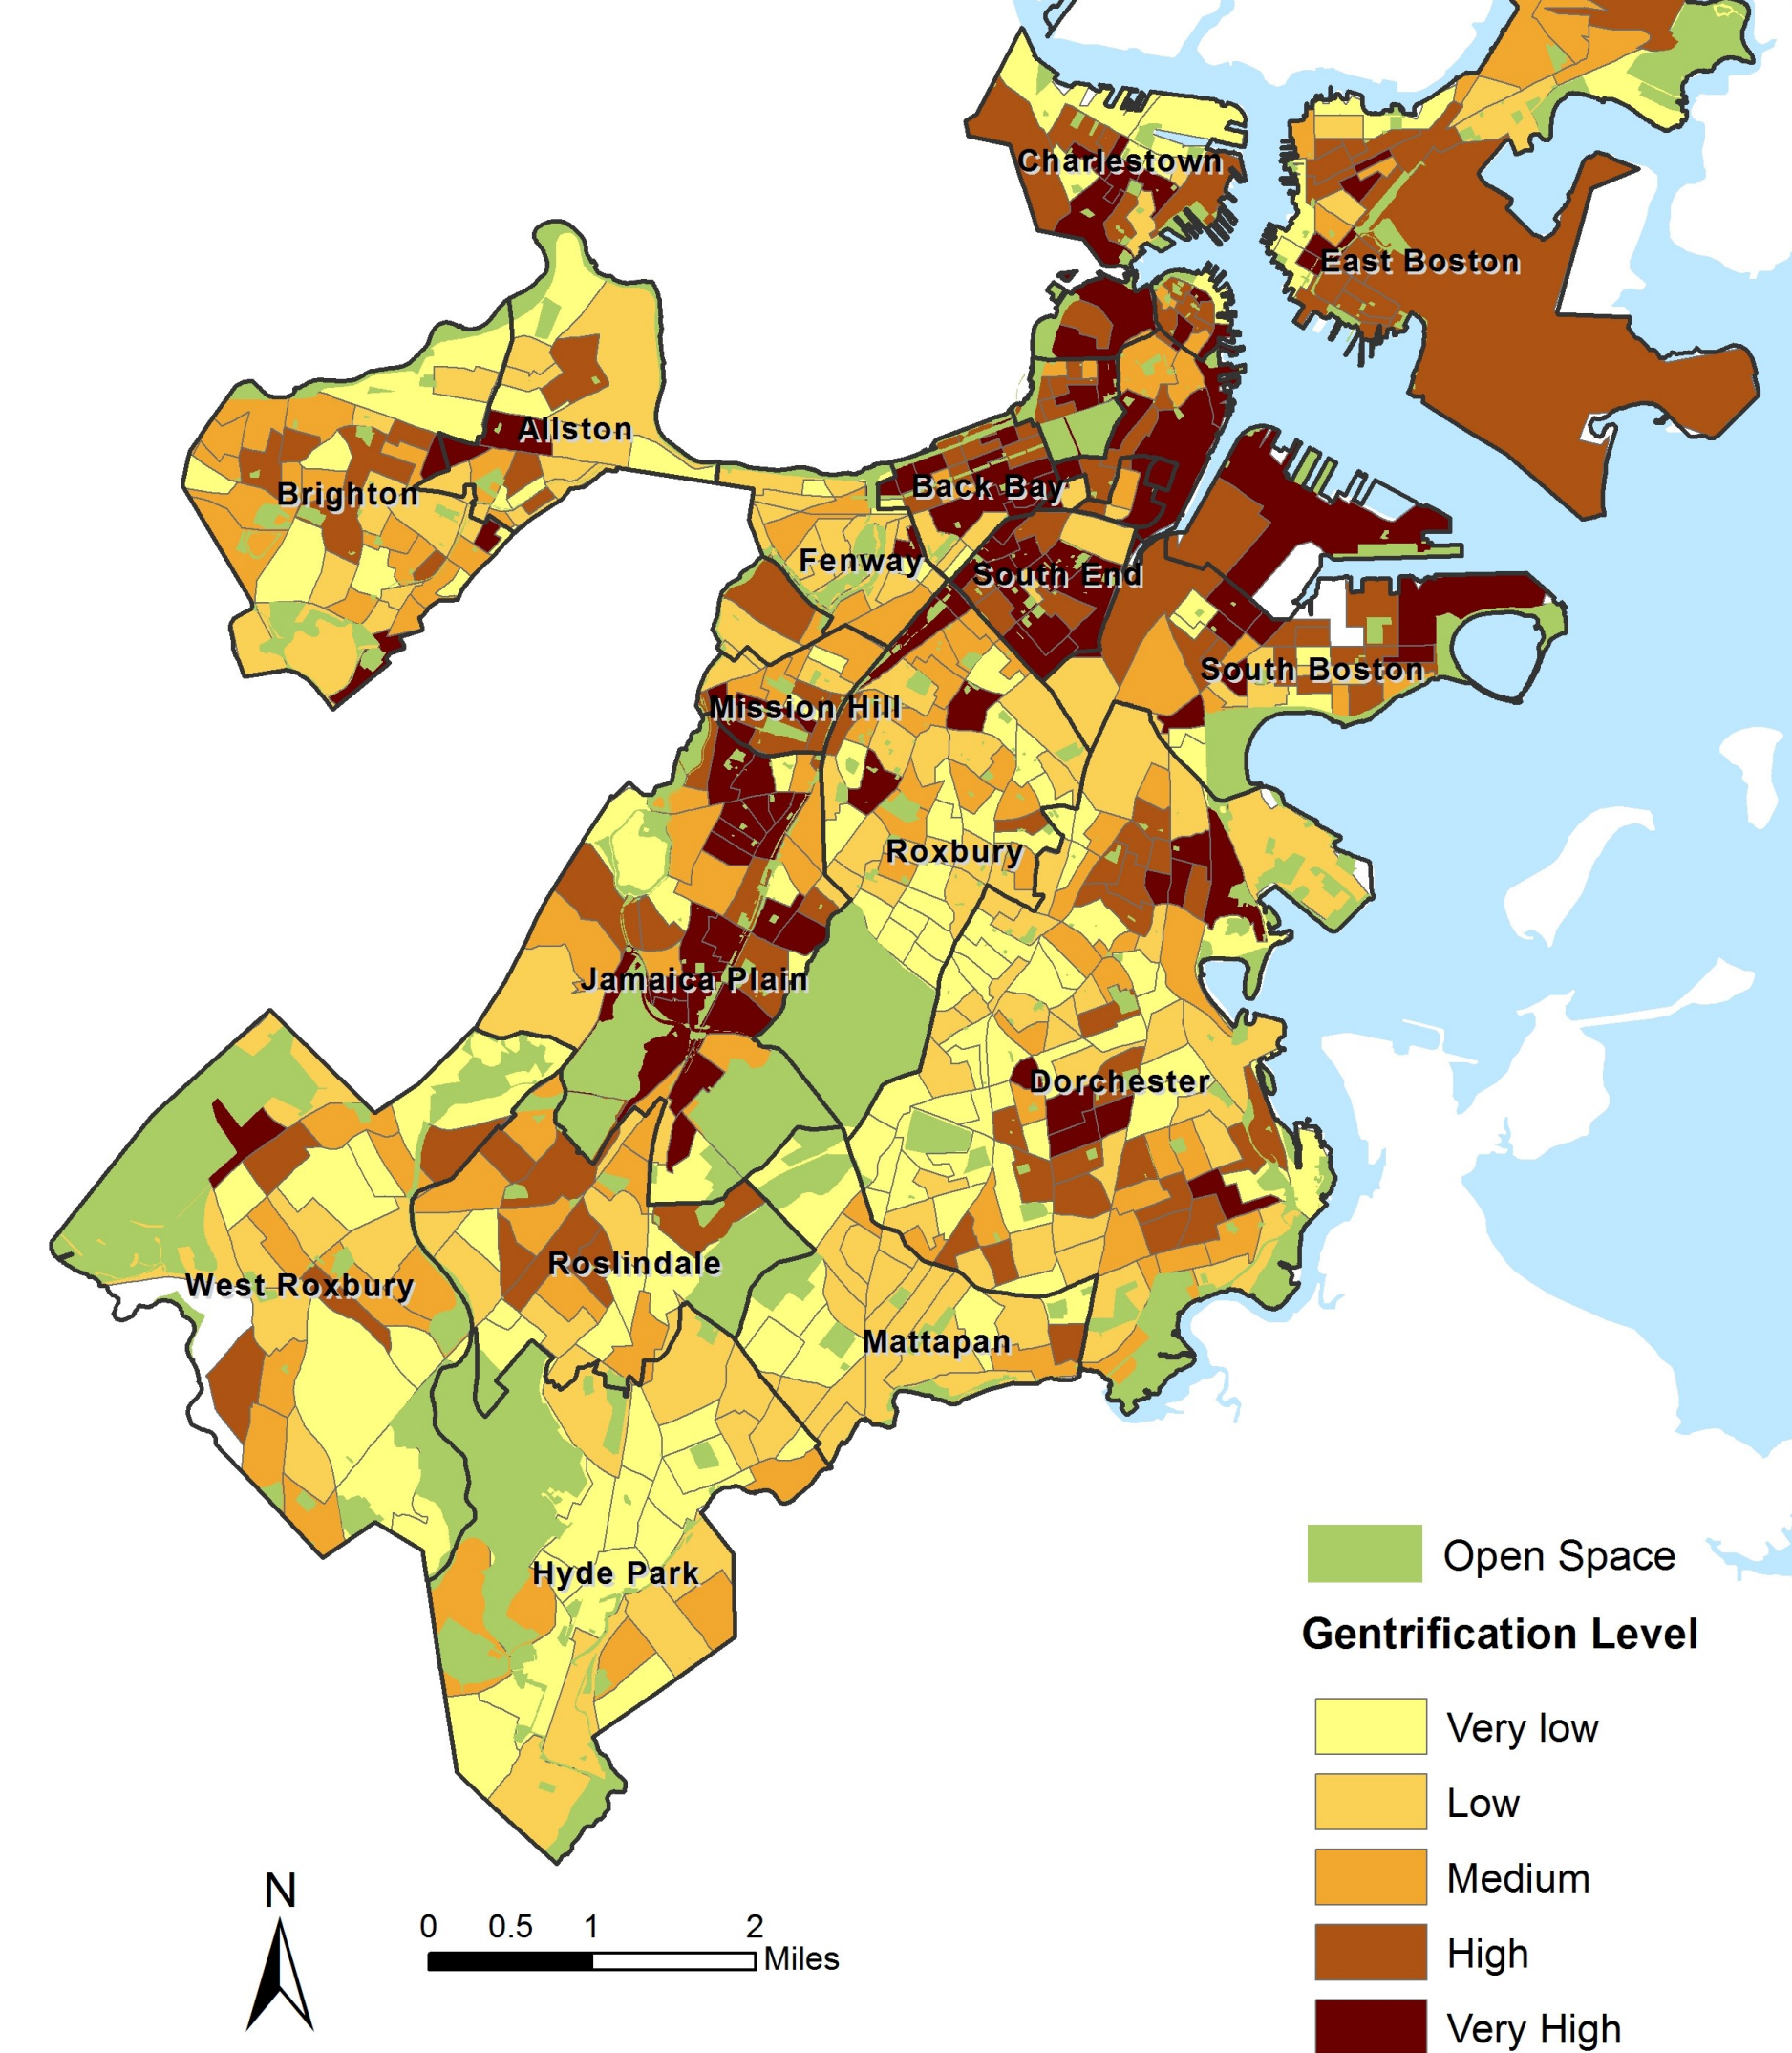 Charlestown
East Boston
Allston
Back Bay
Brighton
Fenway
South End
South Boston
Mission Hill
Roxbury
Jamaica Plain
Dorchester
Roslindale
West Roxbury
Mattapan
Hyde Park
Open Space
Gentrification Level
Very low
Low
Medium
High
Very High
N
0 0.5 1 2
Miles